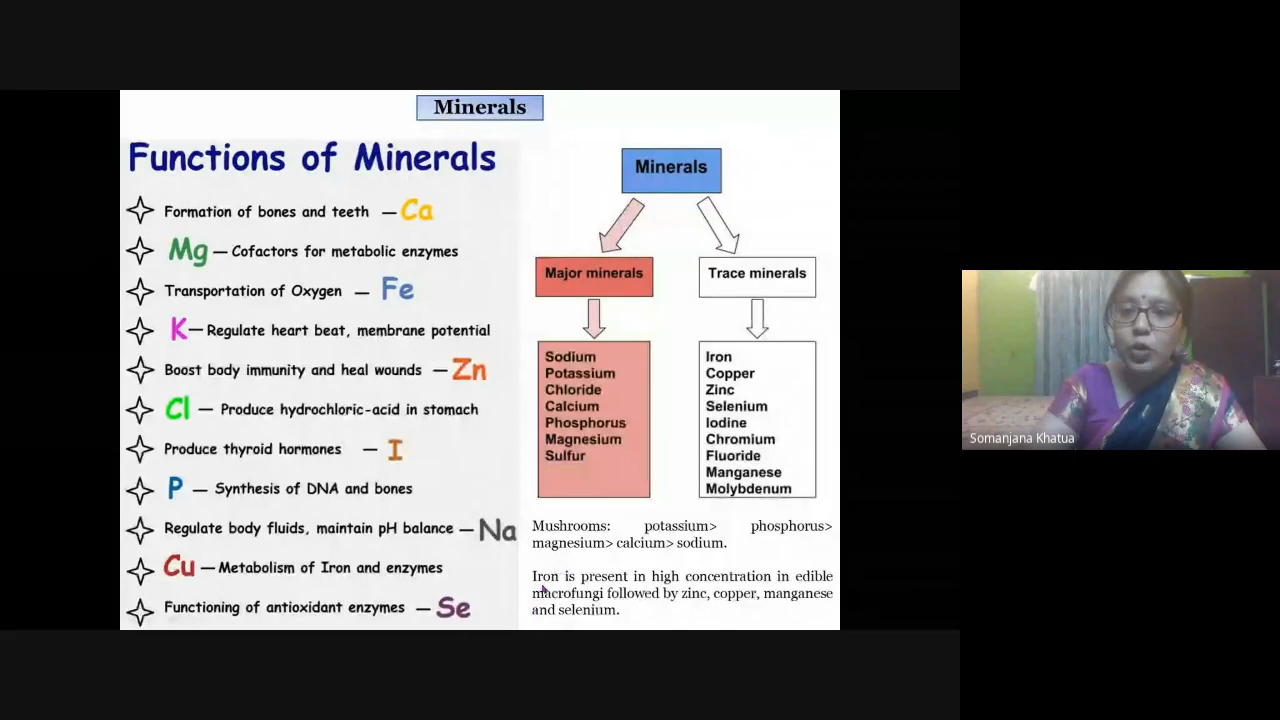 Minerals
Functions of Minerals
Formation of bones and teeth – Ca
Mg – Cofactors for metabolic enzymes
Transportation of Oxygen – Fe
K – Regulate heart beat, membrane potential
Boost body immunity and heal wounds – Zn
Cl – Produce hydrochloric-acid in stomach
Produce thyroid hormones – I
P – Synthesis of DNA and bones
Regulate body fluids, maintain pH balance – Na
Cu – Metabolism of Iron and enzymes
Functioning of antioxidant enzymes – Se
Minerals
Major minerals
Trace minerals
Sodium
Potassium
Chloride
Calcium
Phosphorus
Magnesium
Sulfur
Iron
Copper
Zinc
Selenium
Iodine
Chromium
Fluoride
Manganese
Molybdenum
Mushrooms: potassium> phosphorus>
magnesium> calcium> sodium.
Iron is present in high concentration in edible
macrofungi followed by zinc, copper, manganese
and selenium.
Somanjana Khatua